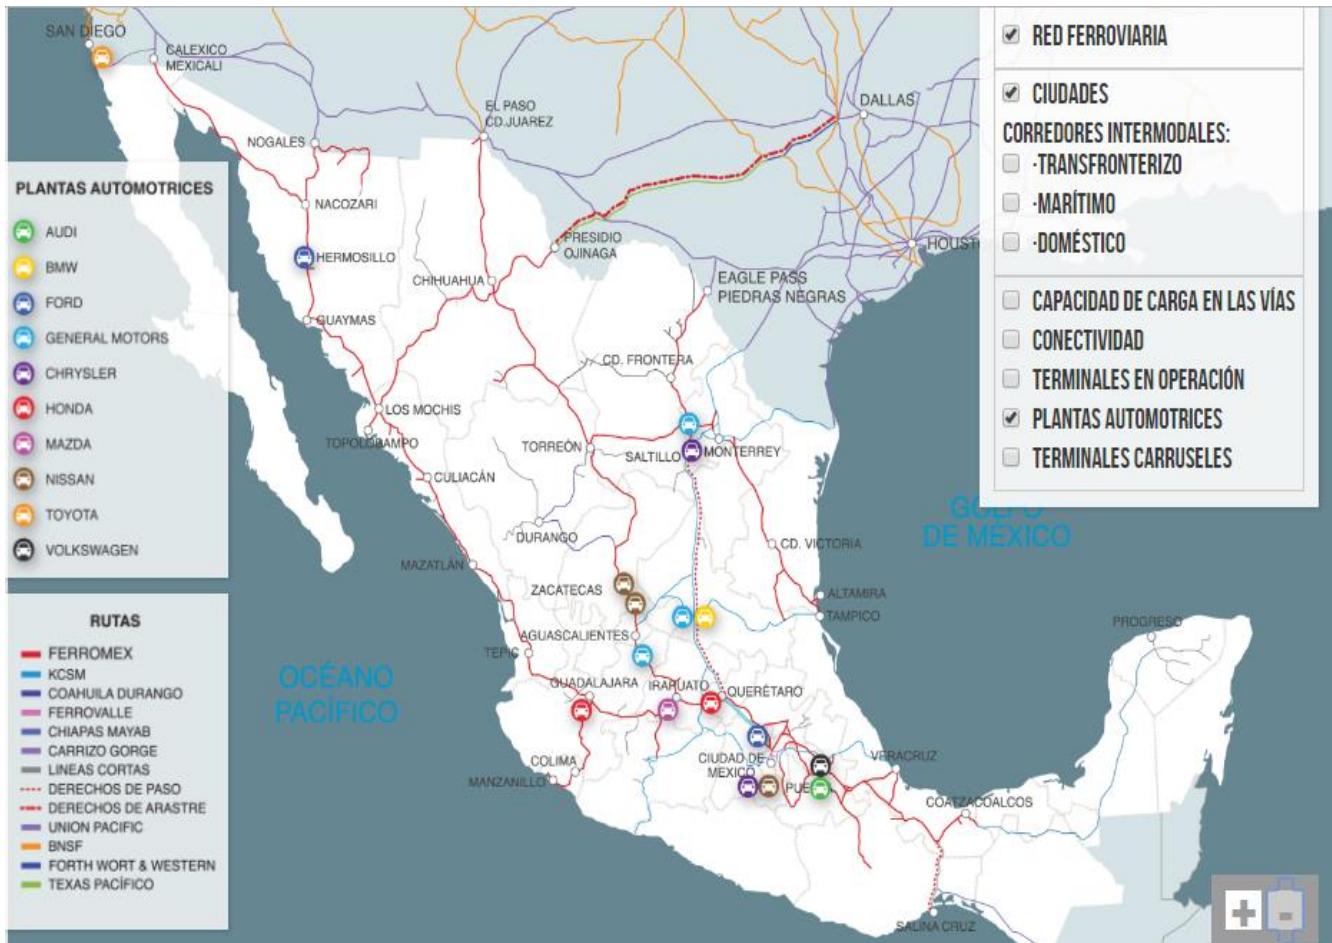 SAN DIEGO
CALEXICO
MEXICALI
NOGALES
EL PASO
CD.JUAREZ
DALLAS
NACOZARI
HERMOSILLO
PRESIDIO
OJINAGA
CHIHUAHUA
GUAYMAS
EAGLE PASS
PIEDRAS NEGRAS
CD. FRONTERA
LOS MOCHIS
TOPOLOBAMPO
TORREÓN
SALTILLO
MONTERREY
CULIACÁN
DURANGO
MAZATLÁN
CD. VICTORIA
ZACATECAS
ALTAMIRA
TAMPICO
AGUASCALIENTES
PROGRESO
TEPIC
GUADALAJARA
IRAPUATO
QUERÉTARO
COLIMA
MANZANILLO
CIUDAD DE
MEXICO
VERACRUZ
COATZACOALCOS
SALINA CRUZ
OCÉANO
PACÍFICO
GOLFO
DE MÉXICO
PLANTAS AUTOMOTRICES
AUDI
BMW
FORD
GENERAL MOTORS
CHRYSLER
HONDA
MAZDA
NISSAN
TOYOTA
VOLKSWAGEN
RUTAS
FERROMEX
KCSM
COAHUILA DURANGO
FERROVALLE
CHIAPAS MAYAB
CARRIZO GORGE
LINEAS CORTAS
DERECHOS DE PASO
DERECHOS DE ARASTRE
UNION PACIFIC
BNSF
FORTH WORT & WESTERN
TEXAS PACÍFICO
RED FERROVIARIA
CIUDADES
CORREDORES INTERMODALES:
·TRANSFRONTERIZO
·MARÍTIMO
·DOMÉSTICO
CAPACIDAD DE CARGA EN LAS VÍAS
CONECTIVIDAD
TERMINALES EN OPERACIÓN
PLANTAS AUTOMOTRICES
TERMINALES CARRUSELES
+ -